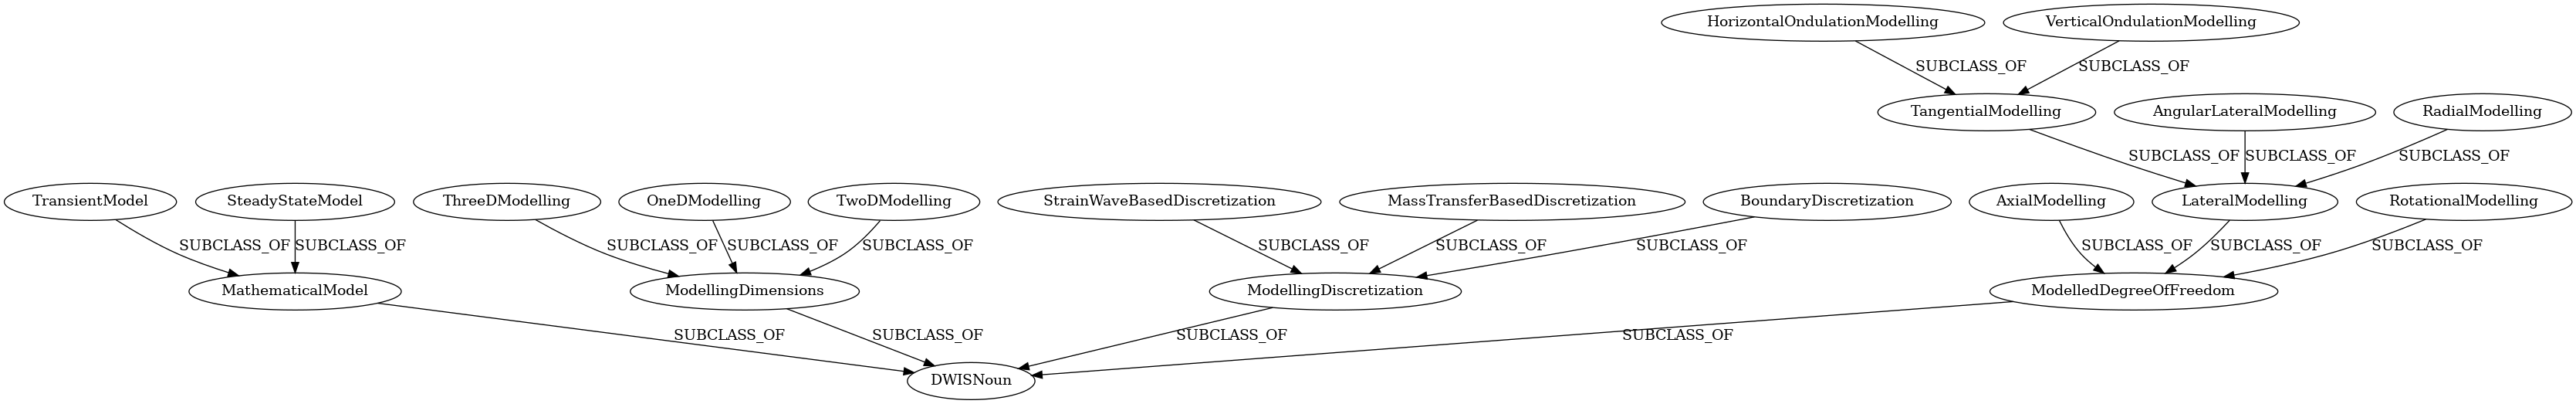 HorizontalOndulationModelling
VerticalOndulationModelling
SUBCLASS_OF
SUBCLASS_OF
TangentialModelling
AngularLateralModelling
RadialModelling
SUBCLASS_OF
SUBCLASS_OF
SUBCLASS_OF
TransientModel
SteadyStateModel
ThreeDModelling
OneDModelling
TwoDModelling
StrainWaveBasedDiscretization
MassTransferBasedDiscretization
BoundaryDiscretization
AxialModelling
LateralModelling
RotationalModelling
SUBCLASS_OF
SUBCLASS_OF
SUBCLASS_OF
SUBCLASS_OF
SUBCLASS_OF
SUBCLASS_OF
SUBCLASS_OF
SUBCLASS_OF
SUBCLASS_OF
SUBCLASS_OF
SUBCLASS_OF
MathematicalModel
ModellingDimensions
ModellingDiscretization
ModelledDegreeOfFreedom
SUBCLASS_OF
SUBCLASS_OF
SUBCLASS_OF
SUBCLASS_OF
DWISNoun